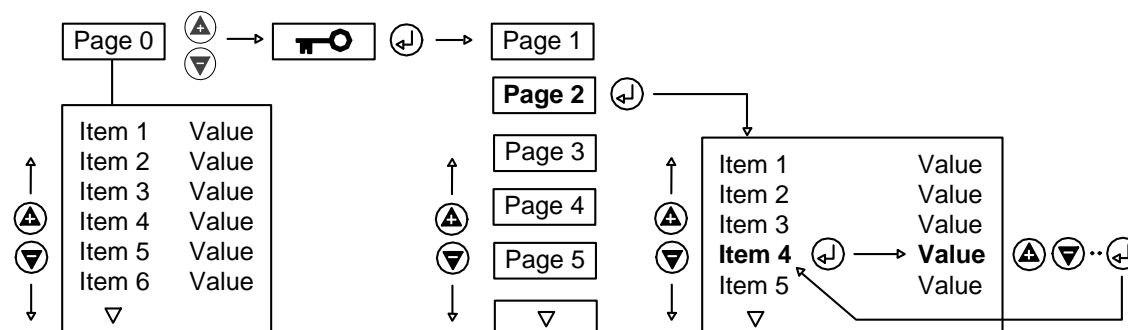 Page 0
Page 1
Page 2
Page 3
Page 4
Page 5
Item 1 Value
Item 2 Value
Item 3 Value
Item 4 Value
Item 5 Value
Item 6 Value
Item 1 Value
Item 2 Value
Item 3 Value
Item 4 Value
Item 5 Value